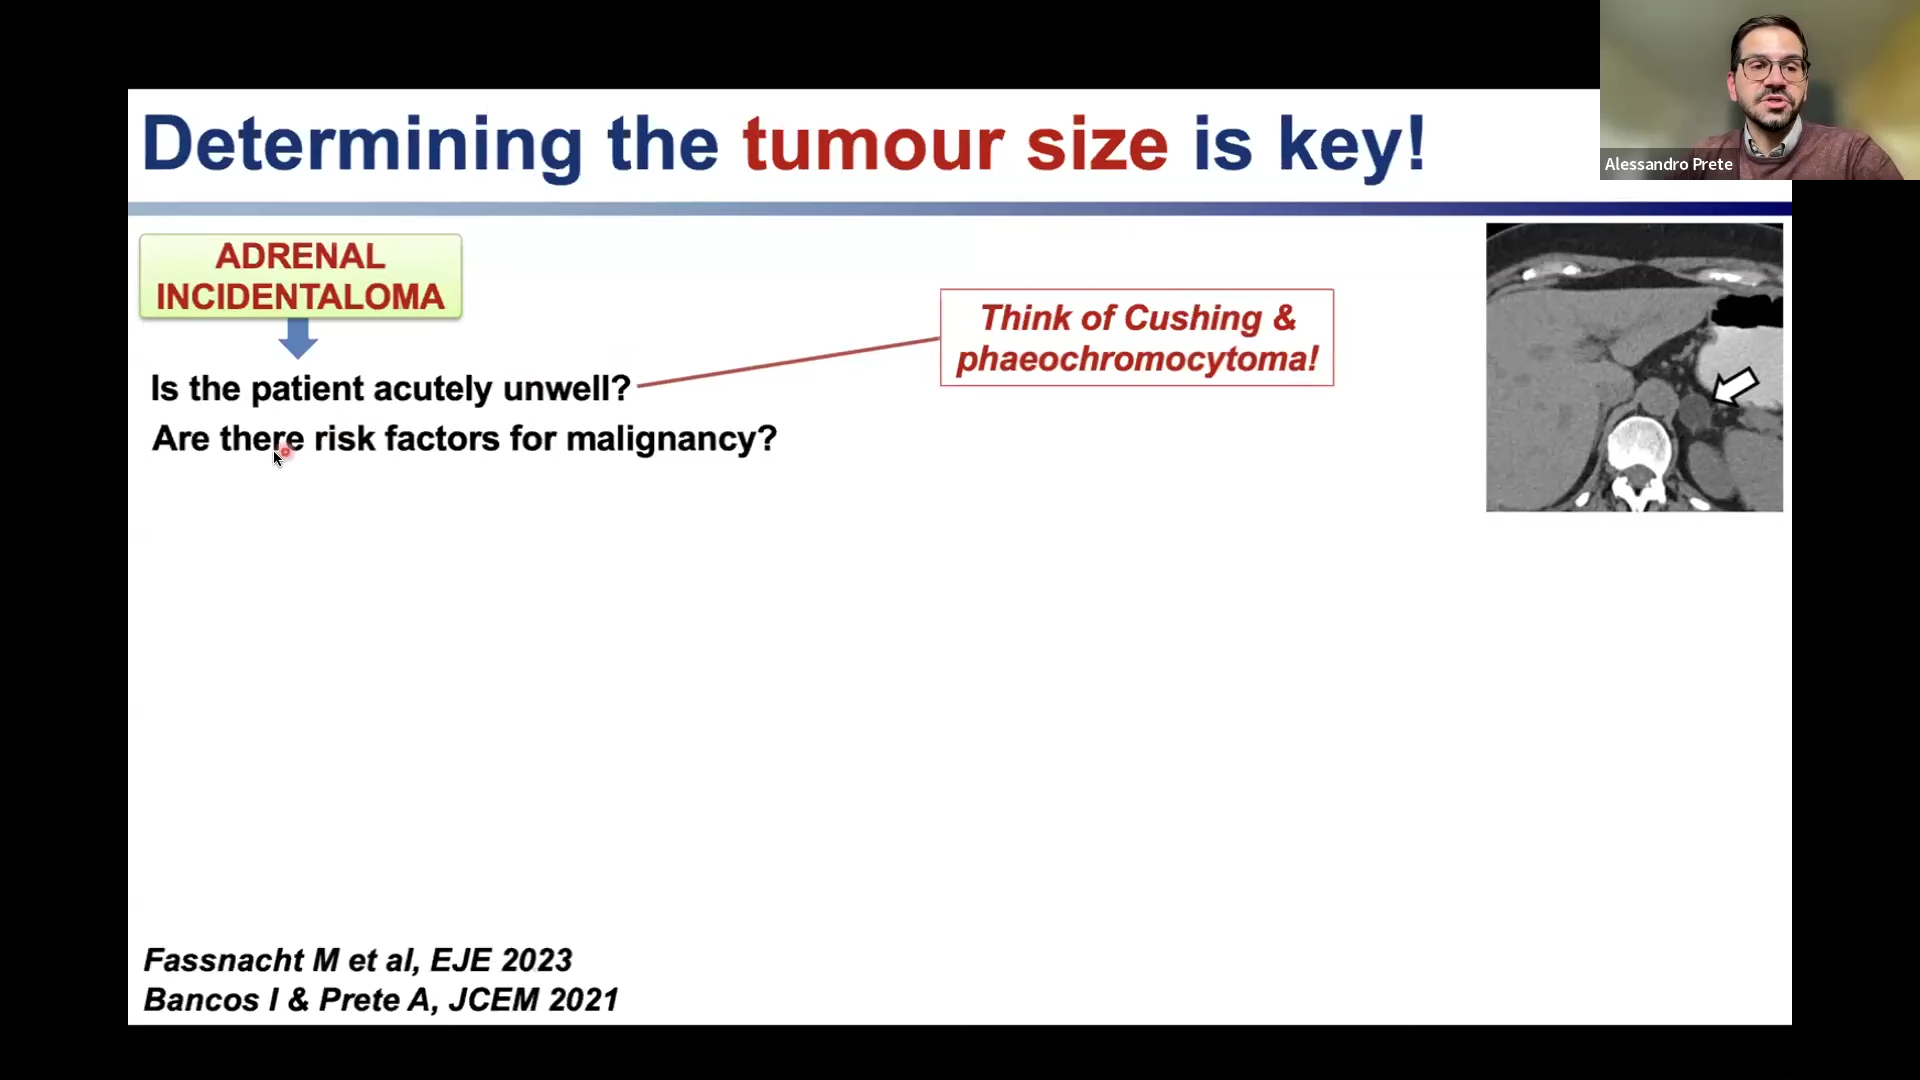 Determining the tumour size is key!
Alessandro Prete
ADRENAL
INCIDENTALOMA
Think of Cushing &
phaeochromocytoma!
Is the patient acutely unwell?
Are there risk factors for malignancy?
Fassnacht M et al, EJE 2023
Bancos I & Prete A, JCEM 2021